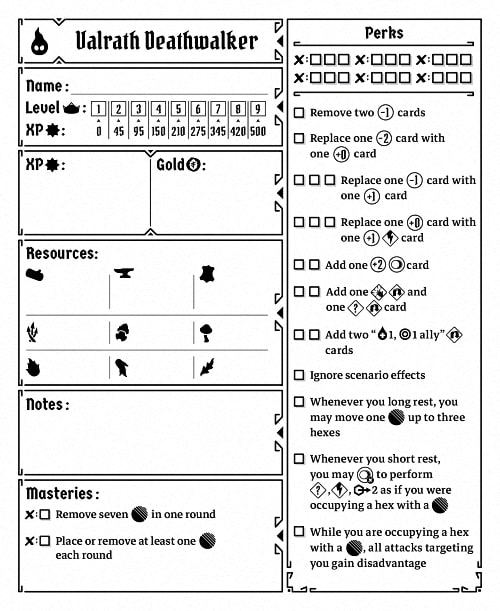 Valrath Deathwalker
Name:
Level: 1 2 3 4 5 6 7 8 9
XP: 0 45 95 150 210 275 345 420 500
XP: Gold:
Resources:
Notes:
Masteries:
Remove seven in one round
Place or remove at least one
each round
Perks
Remove two -1 cards
Replace one -2 card with
one +0 card
Replace one -1 card with
one +1 card
Replace one +0 card with
one +1 card
Add one +2 card
Add one and
one ? card
Add two “ 1, 1 ally”
cards
Ignore scenario effects
Whenever you long rest, you
may move one up to three
hexes
Whenever you short rest,
you may to perform
?, , 2 as if you were
occupying a hex with a
While you are occupying a hex
with a , all attacks targeting
you gain disadvantage